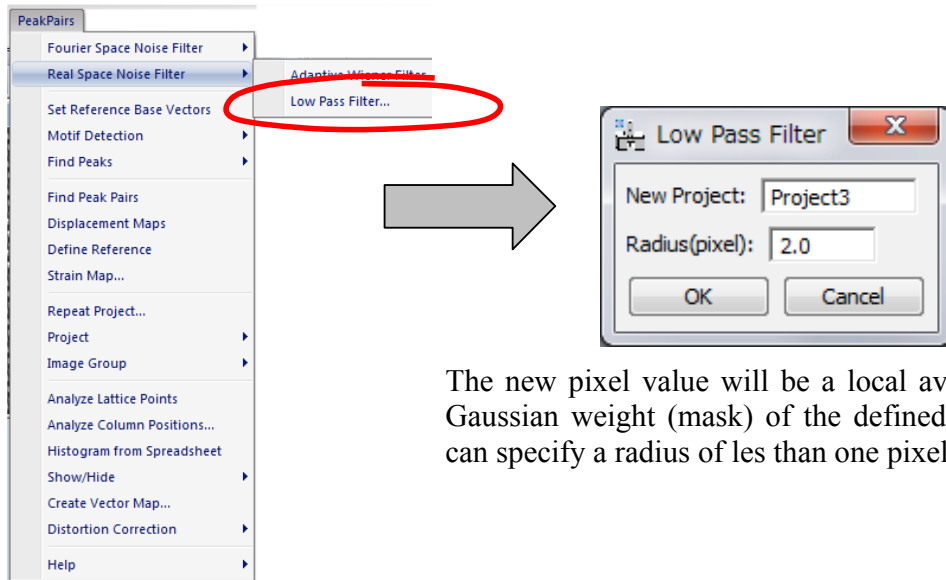 PeakPairs
Fourier Space Noise Filter
Real Space Noise Filter
Adaptive Wiener Filter
Low Pass Filter...
Set Reference Base Vectors
Motif Detection
Find Peaks
Find Peak Pairs
Displacement Maps
Define Reference
Strain Map...
Repeat Project...
Project
Image Group
Analyze Lattice Points
Analyze Column Positions...
Histogram from Spreadsheet
Show/Hide
Create Vector Map...
Distortion Correction
Help
Low Pass Filter
New Project: Project3
Radius(pixel): 2.0
OK Cancel
The new pixel value will be a local av
Gaussian weight (mask) of the defined
can specify a radius of les than one pixel